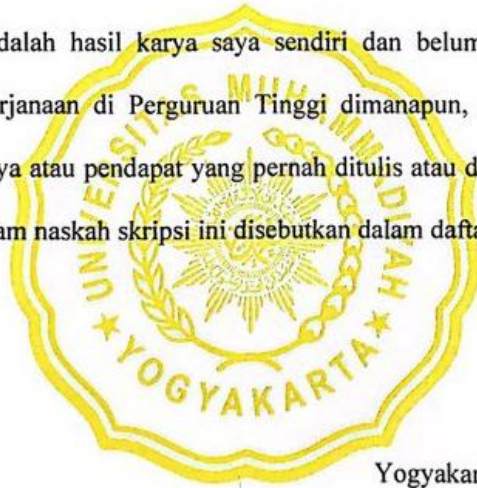 dalah hasil karya saya sendiri dan belum
rjanaan di Perguruan Tinggi dimanapun,
ya atau pendapat yang pernah ditulis atau d
am naskah skripsi ini disebutkan dalam dafta
UNIVERSITAS MUHAMMADIYAH
★ YOGYAKARTA ★
Yogyakar